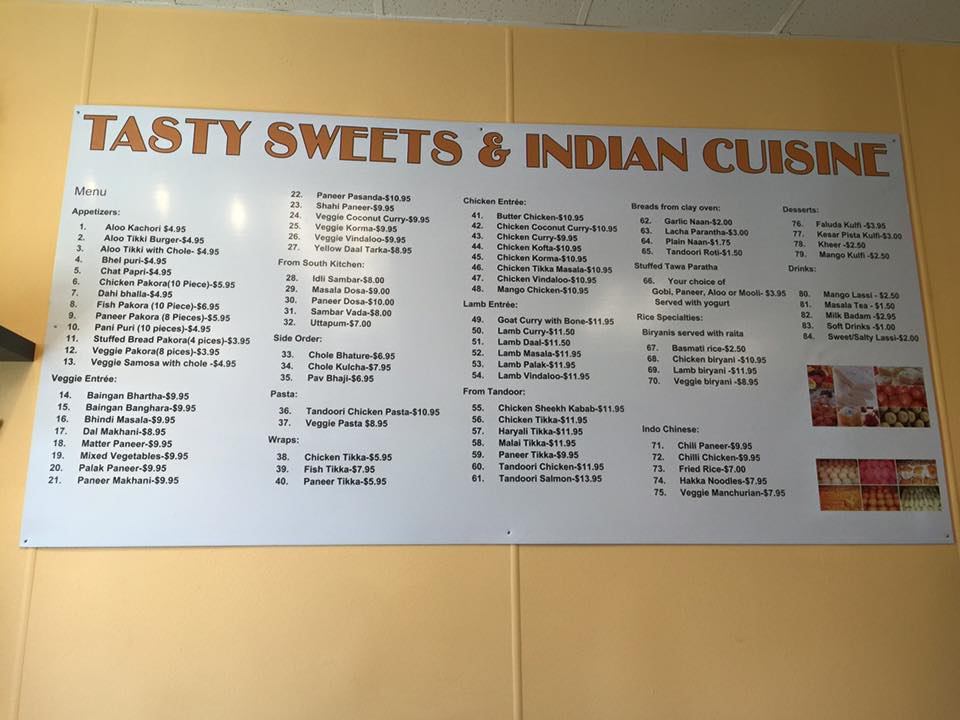 TASTY SWEETS & INDIAN CUISINE
Menu
Appetizers:
1. Aloo Kachori $4.95
2. Aloo Tikki Burger-$4.95
3. Aloo Tikki with Chole- $4.95
4. Bhel puri-$4.95
5. Chat Papri-$4.95
6. Chicken Pakora(10 Piece)-$5.95
7. Dahi bhalla-$4.95
8. Fish Pakora (10 Piece)-$6.95
9. Paneer Pakora (8 Pieces)-$5.95
10. Pani Puri (10 pieces)-$4.95
11. Stuffed Bread Pakora(4 pices)-$3.95
12. Veggie Pakora(8 pices)-$3.95
13. Veggie Samosa with chole -$4.95
Veggie Entrée:
14. Baingan Bhartha-$9.95
15. Baingan Banghara-$9.95
16. Bhindi Masala-$9.95
17. Dal Makhani-$8.95
18. Matter Paneer-$9.95
19. Mixed Vegetables-$9.95
20. Palak Paneer-$9.95
21. Paneer Makhani-$9.95
22. Paneer Pasanda-$10.95
23. Shahi Paneer-$9.95
24. Veggie Coconut Curry-$9.95
25. Veggie Korma-$9.95
26. Veggie Vindaloo-$9.95
27. Yellow Daal Tarka-$8.95
From South Kitchen:
28. Idli Sambar-$8.00
29. Masala Dosa-$9.00
30. Paneer Dosa-$10.00
31. Sambar Vada-$8.00
32. Uttapum-$7.00
Side Order:
33. Chole Bhature-$6.95
34. Chole Kulcha-$7.95
35. Pav Bhaji-$6.95
Pasta:
36. Tandoori Chicken Pasta-$10.95
37. Veggie Pasta $8.95
Wraps:
38. Chicken Tikka-$5.95
39. Fish Tikka-$7.95
40. Paneer Tikka-$5.95
Chicken Entrée:
41. Butter Chicken-$10.95
42. Chicken Coconut Curry-$10.95
43. Chicken Curry-$9.95
44. Chicken Kofta-$10.95
45. Chicken Korma-$10.95
46. Chicken Tikka Masala-$10.95
47. Chicken Vindaloo-$10.95
48. Mango Chicken-$10.95
Lamb Entrée:
49. Goat Curry with Bone-$11.95
50. Lamb Curry-$11.50
51. Lamb Daal-$11.50
52. Lamb Masala-$11.95
53. Lamb Palak-$11.95
54. Lamb Vindaloo-$11.95
From Tandoor:
55. Chicken Sheekh Kabab-$11.95
56. Chicken Tikka-$11.95
57. Haryali Tikka-$11.95
58. Malai Tikka-$11.95
59. Paneer Tikka-$9.95
60. Tandoori Chicken-$11.95
61. Tandoori Salmon-$13.95
Breads from clay oven:
62. Garlic Naan-$2.00
63. Lacha Parantha-$3.00
64. Plain Naan-$1.75
65. Tandoori Roti-$1.50
Stuffed Tawa Paratha
66. Your choice of
Gobi, Paneer, Aloo or Mooli- $3.95
Served with yogurt
Rice Specialties:
Biryanis served with raita
67. Basmati rice-$2.50
68. Chicken biryani -$10.95
69. Lamb biryani -$11.95
70. Veggie biryani -$8.95
Indo Chinese:
71. Chili Paneer-$9.95
72. Chilli Chicken-$9.95
73. Fried Rice-$7.00
74. Hakka Noodles-$7.95
75. Veggie Manchurian-$7.95
Desserts:
76. Faluda Kulfi -$3.95
77. Kesar Pista Kulfi-$3.00
78. Kheer -$2.50
79. Mango Kulfi -$2.50
Drinks:
80. Mango Lassi - $2.50
81. Masala Tea - $1.50
82. Milk Badam -$2.95
83. Soft Drinks -$1.00
84. Sweet/Salty Lassi-$2.00